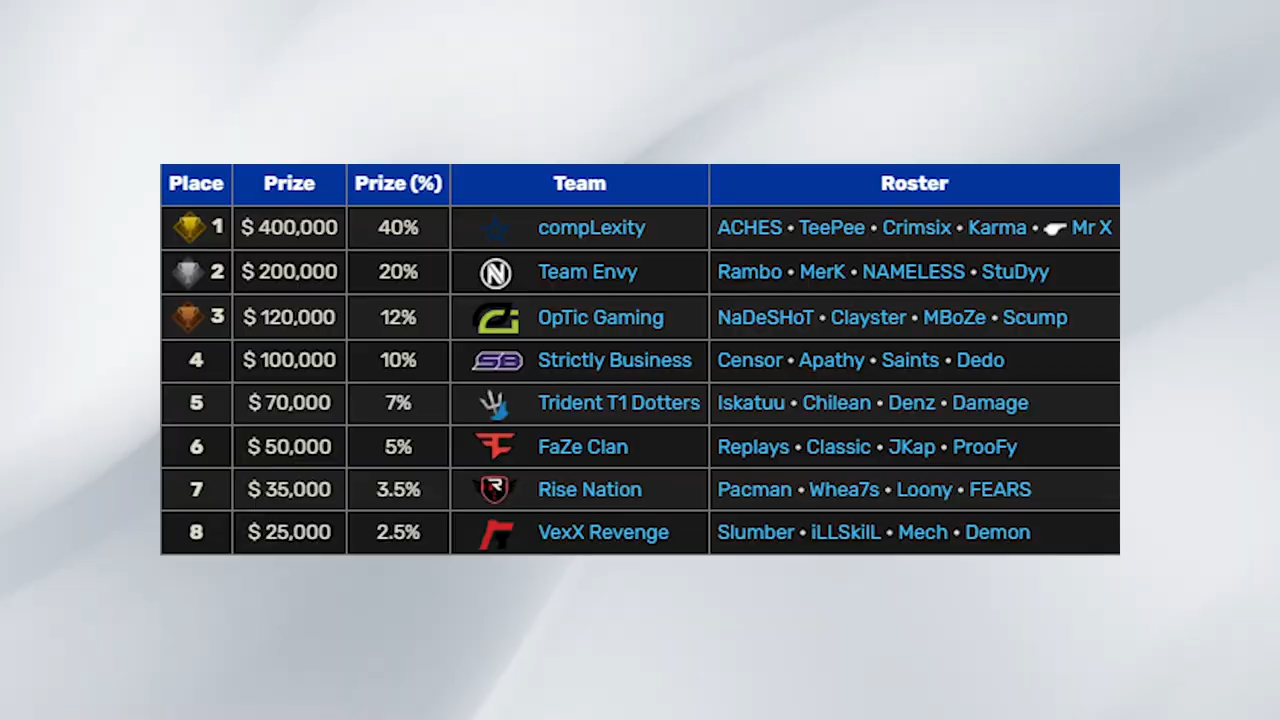 Place Prize Prize (%) Team Roster
1 $ 400,000 40% compLexity ACHES • TeePee • Crimsix • Karma • Mr X
2 $ 200,000 20% N Team Envy Rambo • MerK • NAMELESS • StuDyy
3 $ 120,000 12% OpTic Gaming NaDeSHoT • Clayster • MBoZe • Scump
4 $ 100,000 10% SB Strictly Business Censor • Apathy • Saints • Dedo
5 $ 70,000 7% Trident T1 Dotters Iskatuu • Chilean • Denz • Damage
6 $ 50,000 5% FaZe Clan Replays • Classic • JKap • ProoFy
7 $ 35,000 3.5% R Rise Nation Pacman • Whea7s • Loony • FEARS
8 $ 25,000 2.5% VexX Revenge Slumber • iLLSkilL • Mech • Demon